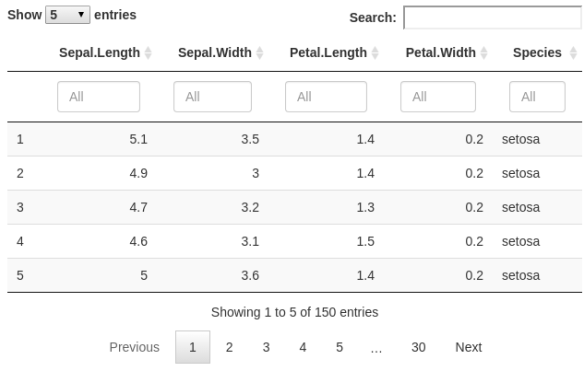 Show 5 entries Search:
Sepal.Length Sepal.Width Petal.Length Petal.Width Species
All All All All All
1 5.1 3.5 1.4 0.2 setosa
2 4.9 3 1.4 0.2 setosa
3 4.7 3.2 1.3 0.2 setosa
4 4.6 3.1 1.5 0.2 setosa
5 5 3.6 1.4 0.2 setosa
Showing 1 to 5 of 150 entries
Previous 1 2 3 4 5 … 30 Next